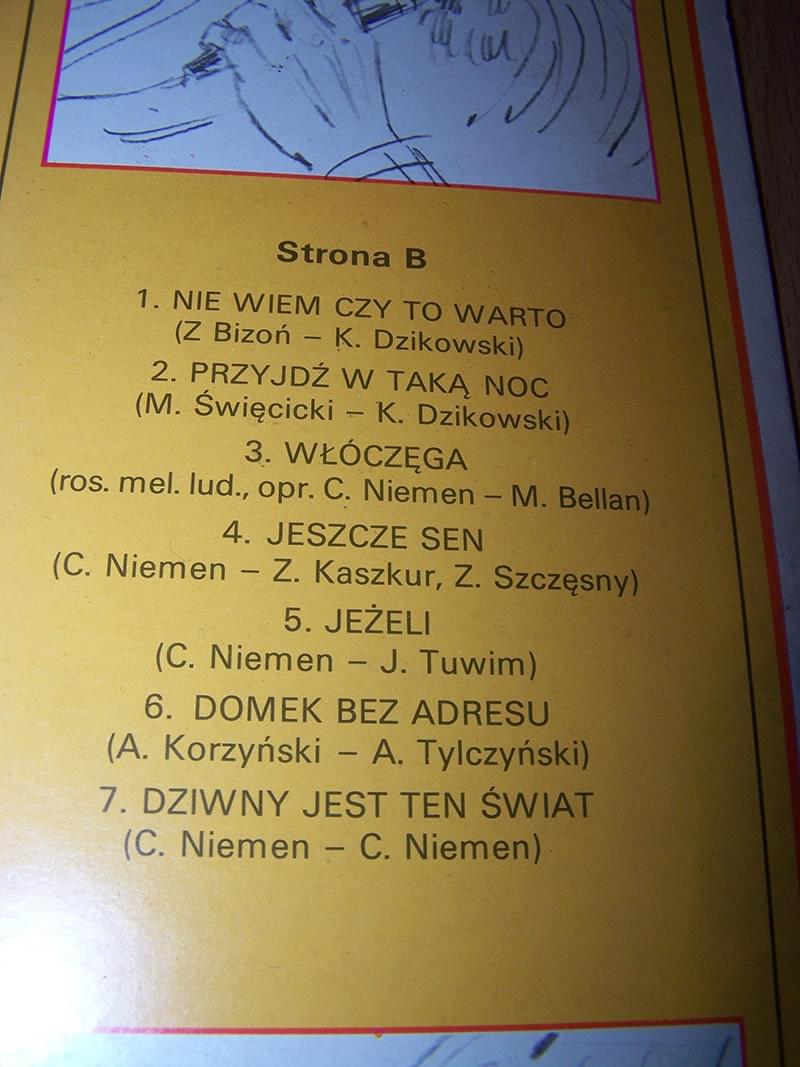 Strona B
1. NIE WIEM CZY TO WARTO
(Z Bizoń – K. Dzikowski)
2. PRZYJDŹ W TAKĄ NOC
(M. Święcicki – K. Dzikowski)
3. WŁÓCZĘGA
(ros. mel. lud., opr. C. Niemen – M. Bellan)
4. JESZCZE SEN
(C. Niemen – Z. Kaszkur, Z. Szczęsny)
5. JEŻELI
(C. Niemen – J. Tuwim)
6. DOMEK BEZ ADRESU
(A. Korzyński – A. Tylczyński)
7. DZIWNY JEST TEN ŚWIAT
(C. Niemen – C. Niemen)